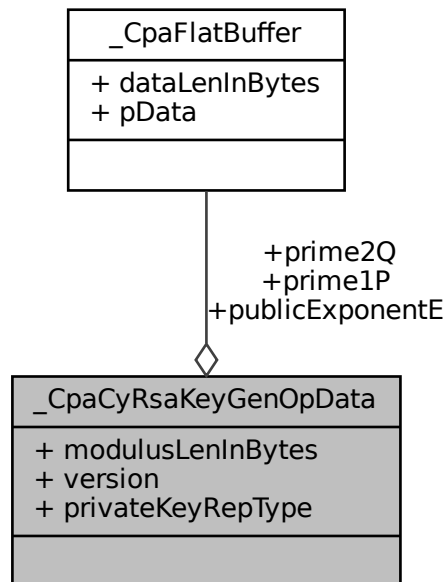 _CpaFlatBuffer
+ dataLenInBytes
+ pData
+prime2Q
+prime1P
+publicExponentE
_CpaCyRsaKeyGenOpData
+ modulusLenInBytes
+ version
+ privateKeyRepType